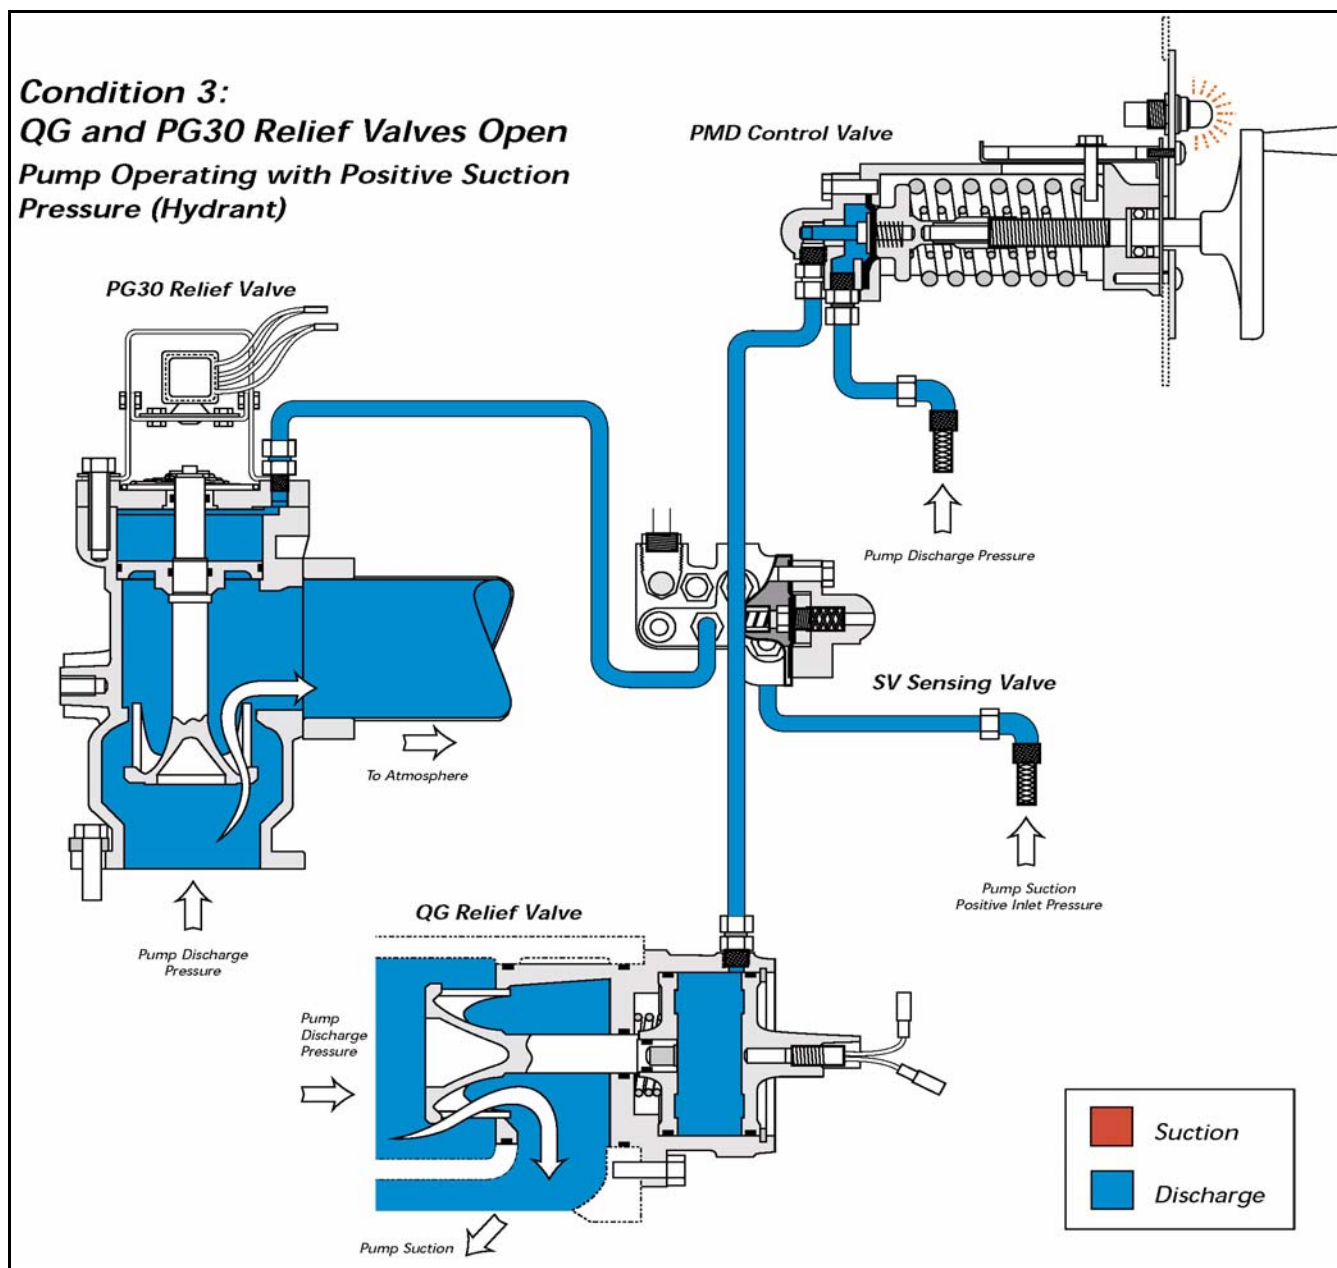 Condition 3:
QG and PG30 Relief Valves Open
Pump Operating with Positive Suction
Pressure (Hydrant)
PMD Control Valve
PG30 Relief Valve
Pump Discharge Pressure
SV Sensing Valve
To Atmosphere
Pump Suction
Positive Inlet Pressure
QG Relief Valve
Pump Discharge
Pressure
Pump
Discharge
Pressure
Suction
Discharge
Pump Suction